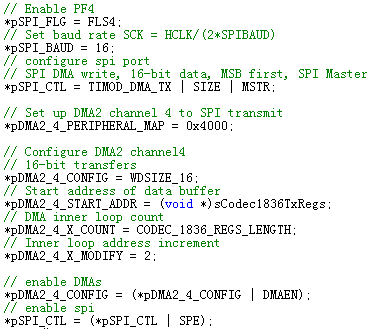 // Enable PF4
*pSPI_FLG = FLS4;
// Set baud rate SCK = HCLK/(2*SPIBAUD)
*pSPI_BAUD = 16;
// configure spi port
// SPI DMA write, 16-bit data, MSB first, SPI Master
*pSPI_CTL = TIMOD_DMA_TX | SIZE | MSTR;

// Set up DMA2 channel 4 to SPI transmit
*pDMA2_4_PERIPHERAL_MAP = 0x4000;

// Configure DMA2 channel4
// 16-bit transfers
*pDMA2_4_CONFIG = WDSIZE_16;
// Start address of data buffer
*pDMA2_4_START_ADDR = (void *)sCodec1836TxRegs;
// DMA inner loop count
*pDMA2_4_X_COUNT = CODEC_1836_REGS_LENGTH;
// Inner loop address increment
*pDMA2_4_X_MODIFY = 2;

// enable DMAs
*pDMA2_4_CONFIG = (*pDMA2_4_CONFIG | DMAEN);
// enable spi
*pSPI_CTL = (*pSPI_CTL | SPE);